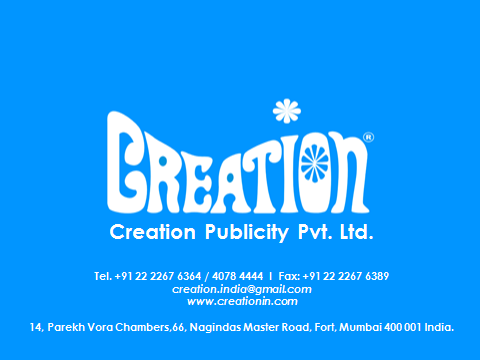 CREATION®
Creation Publicity Pvt. Ltd.
Tel. +91 22 2267 6364 / 4078 4444 I Fax: +91 22 2267 6389
creation.india@gmail.com
www.creationin.com
14, Parekh Vora Chambers,66, Nagindas Master Road, Fort, Mumbai 400 001 India.